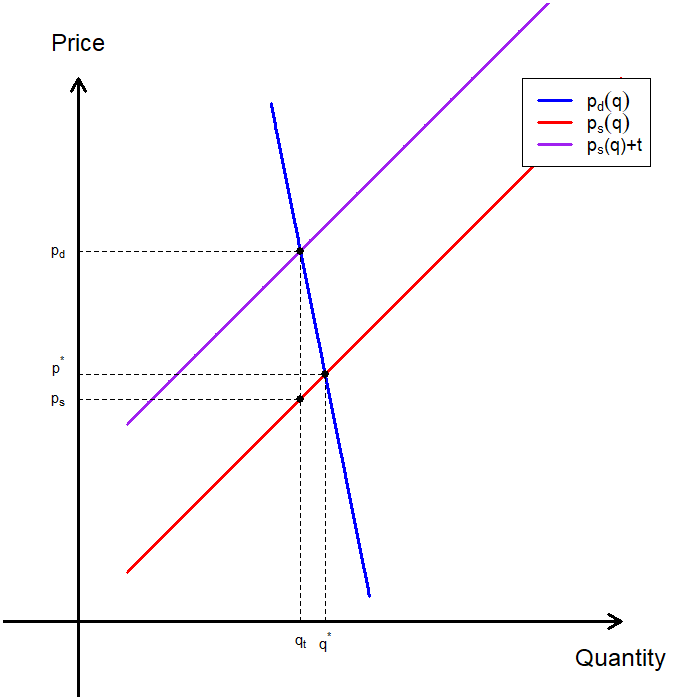 Price
p_d(q)
p_s(q)
p_s(q)+t
p_d
p^*
p_s
q_t
q^*
Quantity